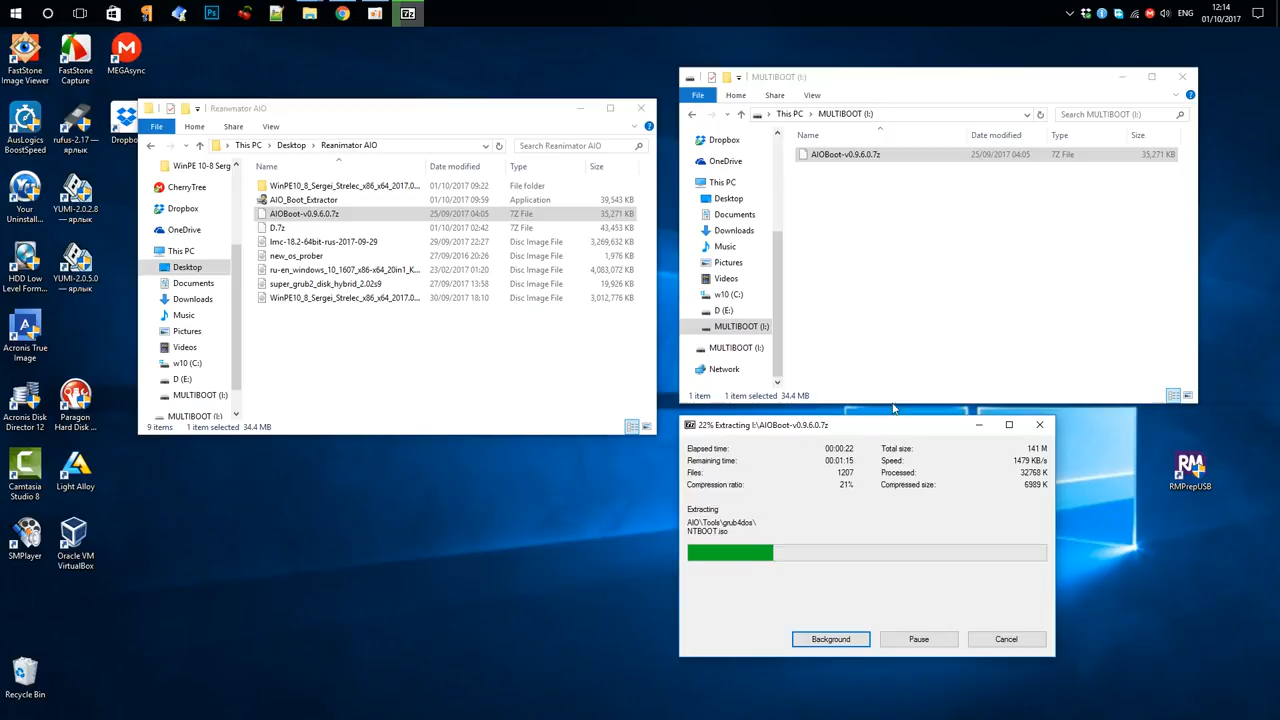 ENG
12:14
01/10/2017
FastStone
Image Viewer
FastStone
Capture
MEGAsync
AusLogics
BoostSpeed
rufus-2.17 —
ярлык
Dropbo
Your
Uninstall...
YUMI-2.0.2.8
— ярлык
HDD Low
Level Form...
YUMI-2.0.5.0
— ярлык
Acronis True
Image
Acronis Disk
Director 12
Paragon
Hard Disk ...
Camtasia
Studio 8
Light Alloy
SMPlayer
Oracle VM
VirtualBox
Recycle Bin
RMPrepUSB
Reanimator AIO
File Home Share View
This PC > Desktop > Reanimator AIO
Search Reanimator AIO
WinPE 10-8 Serg
CherryTree
Dropbox
OneDrive
This PC
Desktop
Documents
Downloads
Music
Pictures
Videos
w10 (C:)
D (E:)
MULTIBOOT (I:)
MULTIBOOT (I:)
Name Date modified Type Size
WinPE10_8_Sergei_Strelec_x86_x64_2017.0... 01/10/2017 09:22 File folder
AIO_Boot_Extractor 01/10/2017 09:59 Application 39,543 KB
AIOBoot-v0.9.6.0.7z 25/09/2017 04:05 7Z File 35,271 KB
D.7z 01/10/2017 02:42 7Z File 43,453 KB
lmc-18.2-64bit-rus-2017-09-29 29/09/2017 22:27 Disc Image File 3,269,632 KB
new_os_prober 27/09/2016 20:26 Disc Image File 1,976 KB
ru-en_windows_10_1607_x86-x64_20in1_K... 23/02/2017 01:20 Disc Image File 4,083,072 KB
super_grub2_disk_hybrid_2.02s9 27/09/2017 13:58 Disc Image File 19,926 KB
WinPE10_8_Sergei_Strelec_x86_x64_2017.0... 30/09/2017 18:10 Disc Image File 3,012,776 KB
9 items 1 item selected 34.4 MB
MULTIBOOT (I:)
File Home Share View
This PC > MULTIBOOT (I:)
Search MULTIBOOT (I:)
Dropbox
OneDrive
This PC
Desktop
Documents
Downloads
Music
Pictures
Videos
w10 (C:)
D (E:)
MULTIBOOT (I:)
MULTIBOOT (I:)
Network
Name Date modified Type Size
AIOBoot-v0.9.6.0.7z 25/09/2017 04:05 7Z File 35,271 KB
1 item 1 item selected 34.4 MB
22% Extracting I:\AIOBoot-v0.9.6.0.7z
Elapsed time: 00:00:22 Total size: 141 M
Remaining time: 00:01:15 Speed: 1479 KB/s
Files: 1207 Processed: 32768 K
Compression ratio: 21% Compressed size: 6989 K
Extracting
AIO\Tools\grub4dos\
NTBOOT.iso
Background Pause Cancel